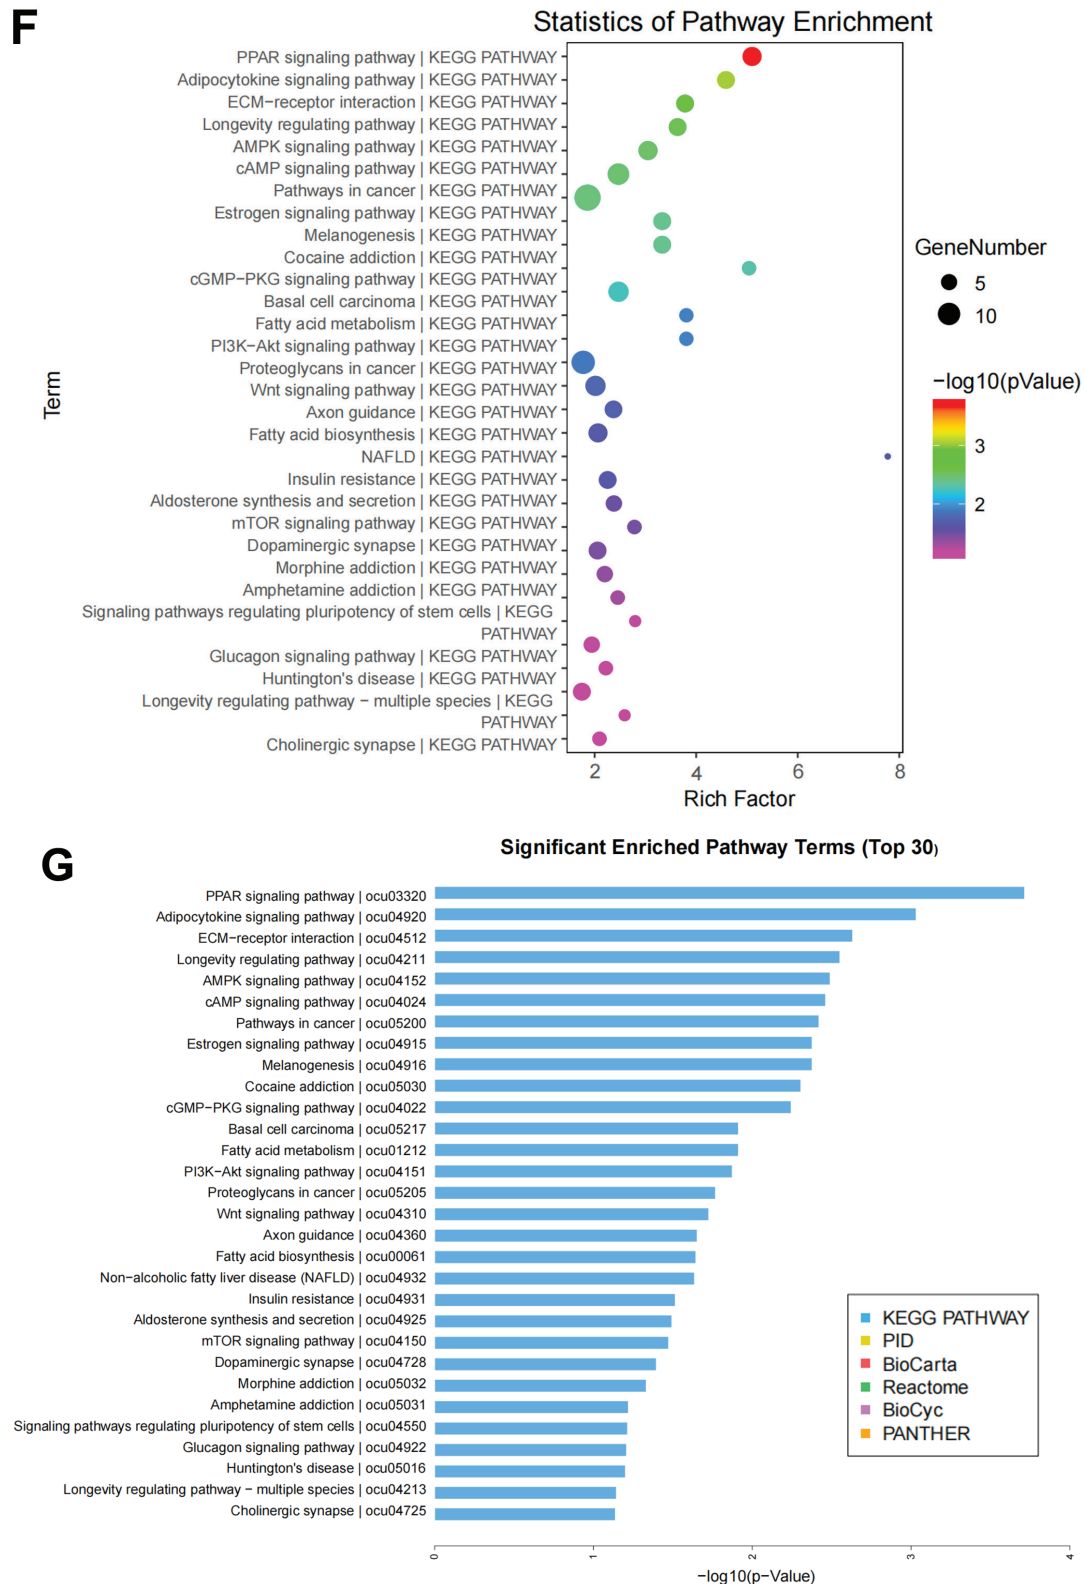 F
Statistics of Pathway Enrichment
PPAR signaling pathway | KEGG PATHWAY
Adipocytokine signaling pathway | KEGG PATHWAY
ECM−receptor interaction | KEGG PATHWAY
Longevity regulating pathway | KEGG PATHWAY
AMPK signaling pathway | KEGG PATHWAY
cAMP signaling pathway | KEGG PATHWAY
Pathways in cancer | KEGG PATHWAY
Estrogen signaling pathway | KEGG PATHWAY
Melanogenesis | KEGG PATHWAY
Cocaine addiction | KEGG PATHWAY
cGMP−PKG signaling pathway | KEGG PATHWAY
Basal cell carcinoma | KEGG PATHWAY
Fatty acid metabolism | KEGG PATHWAY
PI3K−Akt signaling pathway | KEGG PATHWAY
Proteoglycans in cancer | KEGG PATHWAY
Wnt signaling pathway | KEGG PATHWAY
Axon guidance | KEGG PATHWAY
Fatty acid biosynthesis | KEGG PATHWAY
NAFLD | KEGG PATHWAY
Insulin resistance | KEGG PATHWAY
Aldosterone synthesis and secretion | KEGG PATHWAY
mTOR signaling pathway | KEGG PATHWAY
Dopaminergic synapse | KEGG PATHWAY
Morphine addiction | KEGG PATHWAY
Amphetamine addiction | KEGG PATHWAY
Signaling pathways regulating pluripotency of stem cells | KEGG
PATHWAY
Glucagon signaling pathway | KEGG PATHWAY
Huntington's disease | KEGG PATHWAY
Longevity regulating pathway − multiple species | KEGG
PATHWAY
Cholinergic synapse | KEGG PATHWAY
Term
2 4 6 8
Rich Factor
GeneNumber
5
10
−log10(pValue)
3
2
G
Significant Enriched Pathway Terms (Top 30)
PPAR signaling pathway | ocu03320
Adipocytokine signaling pathway | ocu04920
ECM−receptor interaction | ocu04512
Longevity regulating pathway | ocu04211
AMPK signaling pathway | ocu04152
cAMP signaling pathway | ocu04024
Pathways in cancer | ocu05200
Estrogen signaling pathway | ocu04915
Melanogenesis | ocu04916
Cocaine addiction | ocu05030
cGMP−PKG signaling pathway | ocu04022
Basal cell carcinoma | ocu05217
Fatty acid metabolism | ocu01212
PI3K−Akt signaling pathway | ocu04151
Proteoglycans in cancer | ocu05205
Wnt signaling pathway | ocu04310
Axon guidance | ocu04360
Fatty acid biosynthesis | ocu00061
Non−alcoholic fatty liver disease (NAFLD) | ocu04932
Insulin resistance | ocu04931
Aldosterone synthesis and secretion | ocu04925
mTOR signaling pathway | ocu04150
Dopaminergic synapse | ocu04728
Morphine addiction | ocu05032
Amphetamine addiction | ocu05031
Signaling pathways regulating pluripotency of stem cells | ocu04550
Glucagon signaling pathway | ocu04922
Huntington's disease | ocu05016
Longevity regulating pathway − multiple species | ocu04213
Cholinergic synapse | ocu04725
KEGG PATHWAY
PID
BioCarta
Reactome
BioCyc
PANTHER
0 1 2 3 4
−log10(p−Value)